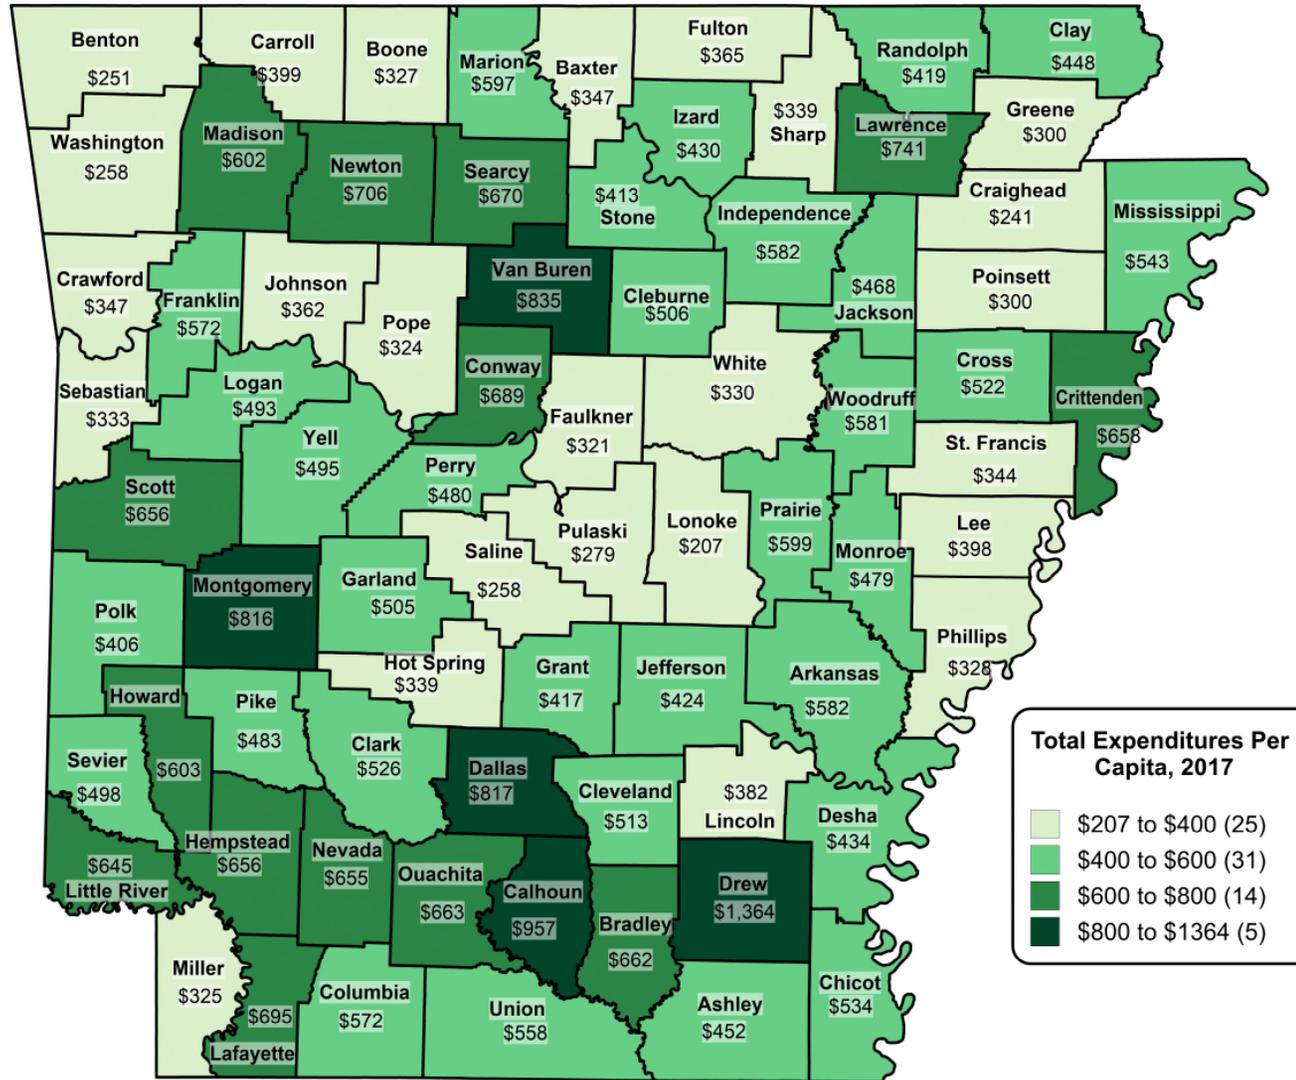 Benton
$251
Carroll
$399
Boone
$327
Marion
$597
Baxter
$347
Fulton
$365
Randolph
$419
Clay
$448
Washington
$258
Madison
$602
Newton
$706
Searcy
$670
Izard
$430
$339
Sharp
Lawrence
$741
Greene
$300
$413
Stone
Independence
$582
Craighead
$241
Mississippi
$543
Crawford
$347
Franklin
$572
Johnson
$362
Pope
$324
Van Buren
$835
Cleburne
$506
$468
Jackson
Poinsett
$300
Sebastian
$333
Logan
$493
Conway
$689
White
$330
Woodruff
$581
Cross
$522
Crittenden
$658
Scott
$656
Yell
$495
Perry
$480
Faulkner
$321
St. Francis
$344
Pulaski
$279
Lonoke
$207
Prairie
$599
Monroe
$479
Lee
$398
Polk
$406
Montgomery
$816
Garland
$505
Saline
$258
Phillips
$328
Howard
$603
Pike
$483
Hot Spring
$339
Grant
$417
Jefferson
$424
Arkansas
$582
Sevier
$498
Clark
$526
Dallas
$817
Cleveland
$513
$382
Lincoln
Desha
$434
$645
Little River
Hempstead
$656
Nevada
$655
Ouachita
$663
Calhoun
$957
Bradley
$662
Drew
$1,364
Miller
$325
$695
Lafayette
Columbia
$572
Union
$558
Ashley
$452
Chicot
$534
Total Expenditures Per
Capita, 2017
$207 to $400 (25)
$400 to $600 (31)
$600 to $800 (14)
$800 to $1364 (5)